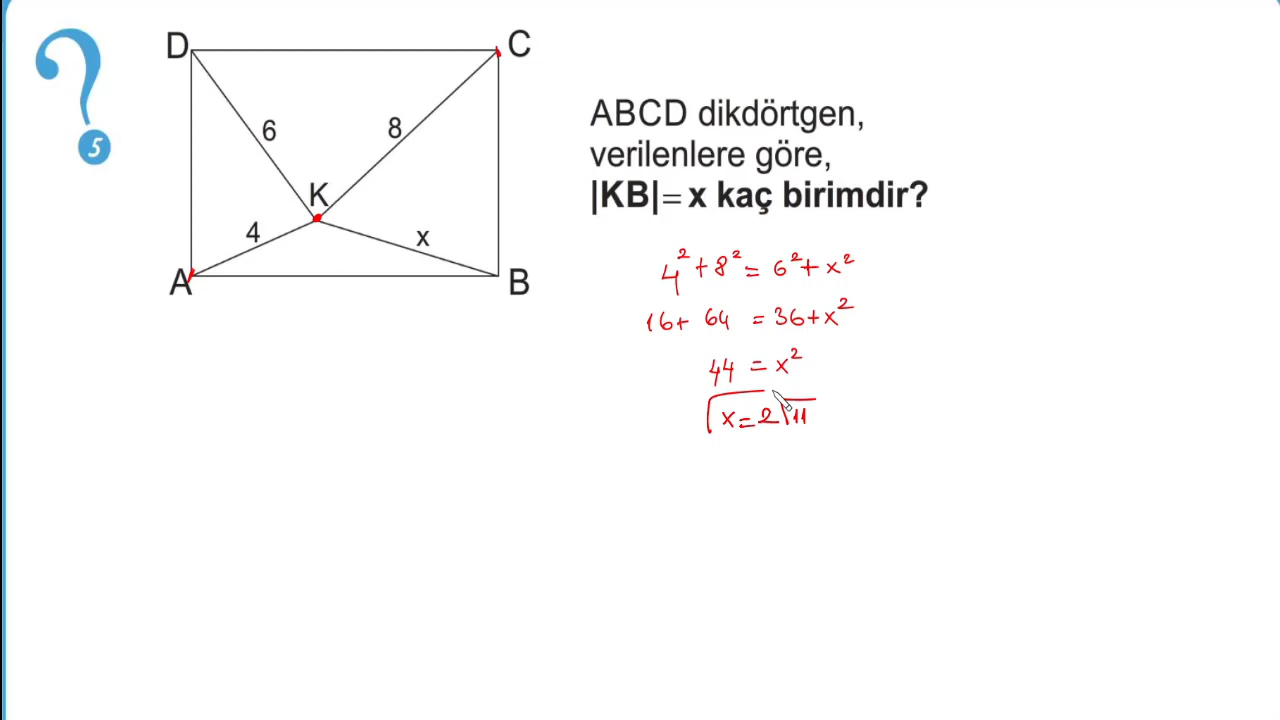 5
D
C
6
8
K
4
x
A
B
ABCD dikdörtgen,
verilenlere göre,
|KB|= x kaç birimdir?
4² + 8² = 6² + x²
16 + 64 = 36 + x²
44 = x²
x = 2√11